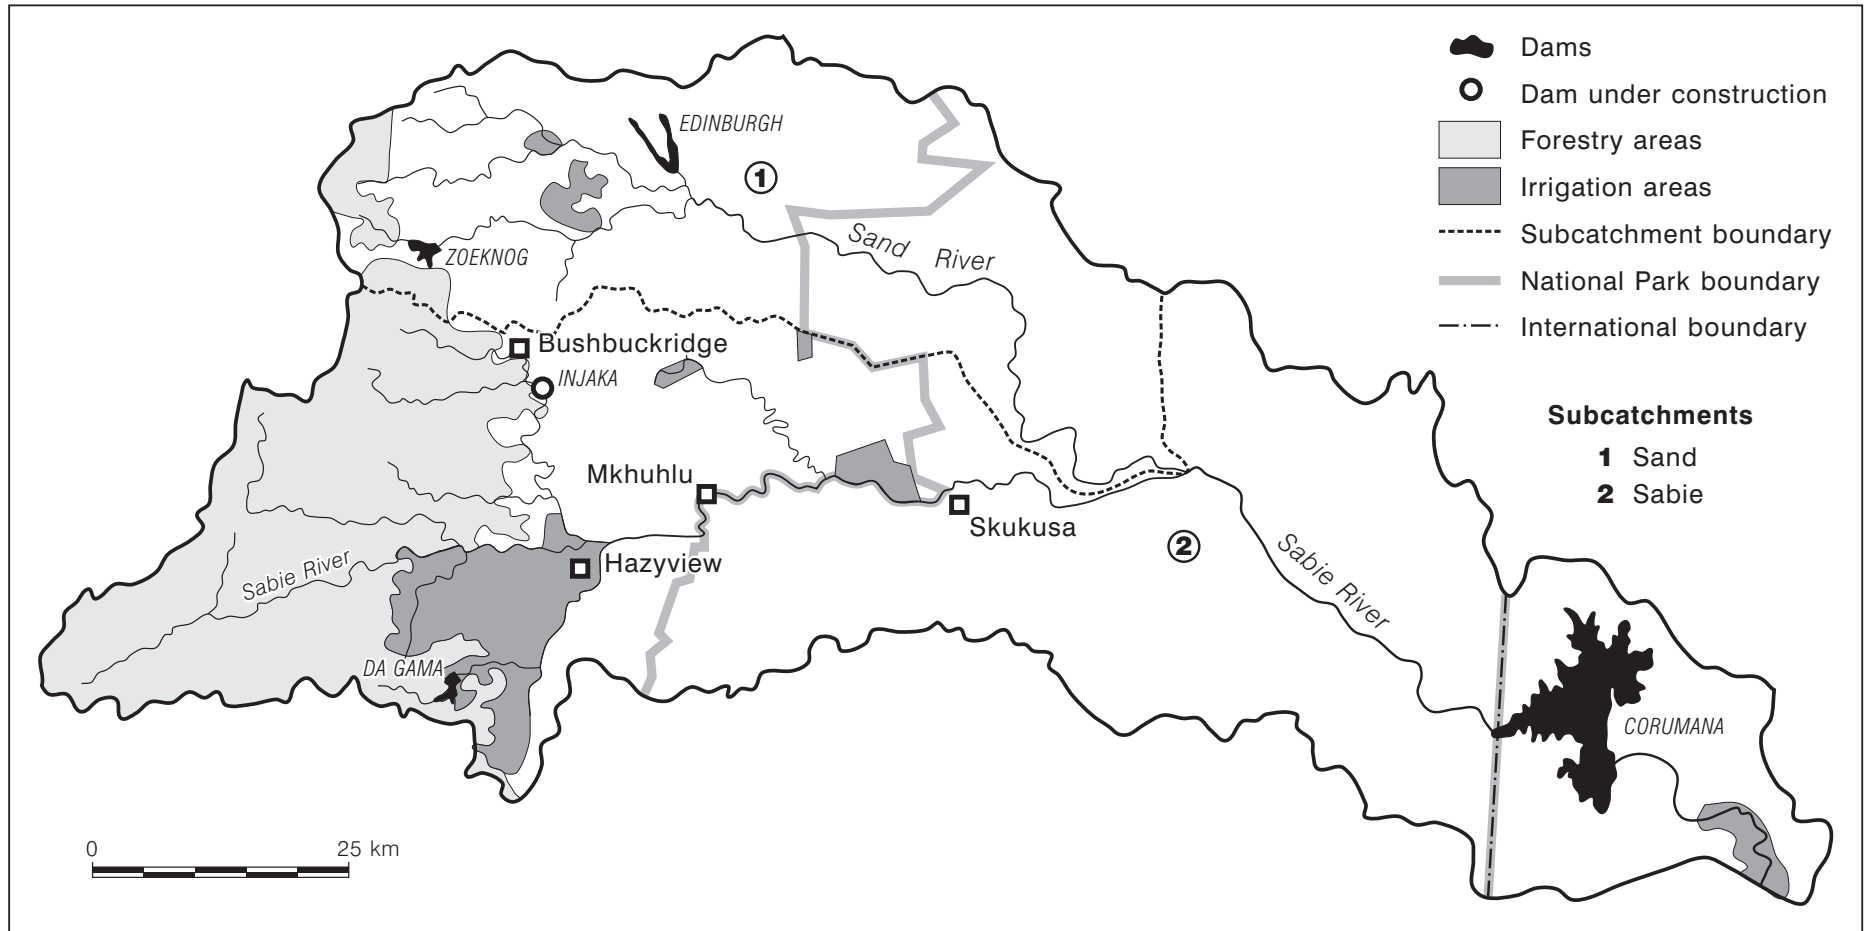 Dams
Dam under construction
Forestry areas
Irrigation areas
Subcatchment boundary
National Park boundary
International boundary
Subcatchments
1 Sand
2 Sabie
EDINBURGH
1
Sand River
ZOEKNOG
Bushbuckridge
INJAKA
Mkhuhlu
Skukusa
2
Hazyview
Sabie River
Sabie River
DA GAMA
CORUMANA
0 25 km